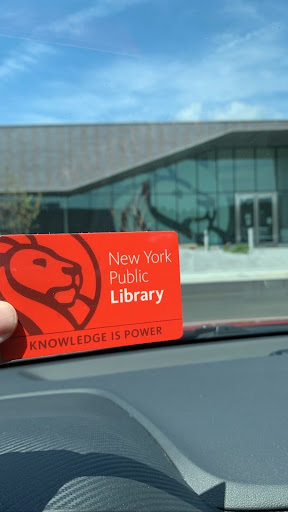 New York
Public
Library
KNOWLEDGE IS POWER